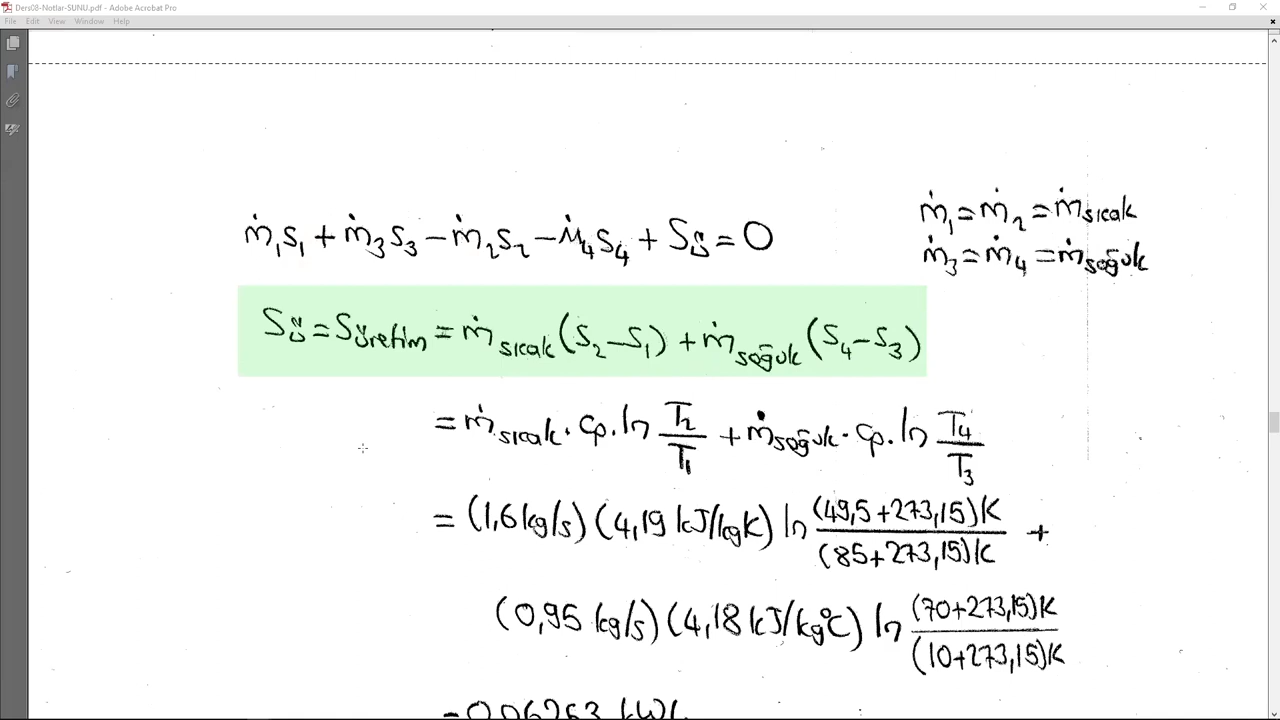 Ders08-Notlar-SUNU.pdf - Adobe Acrobat Pro
File Edit View Window Help
ṁ₁s₁ + ṁ₃s₃ − ṁ₂s₂ − ṁ₄s₄ + Sü = 0
ṁ₁ = ṁ₂ = ṁsıcak
ṁ₃ = ṁ₄ = ṁsoğuk
Sü = Süretim = ṁsıcak (s₂ − s₁) + ṁsoğuk (s₄ − s₃)
= ṁsıcak · cp · ln T₂/T₁ + ṁsoğuk · cp · ln T₄/T₃
= (1,6 kg/s) (4,19 kJ/kgK) ln (49,5+273,15)K / (85+273,15)K +
(0,95 kg/s) (4,18 kJ/kg°C) ln (70+273,15)K / (10+273,15)K
= 0,06263 kW/K